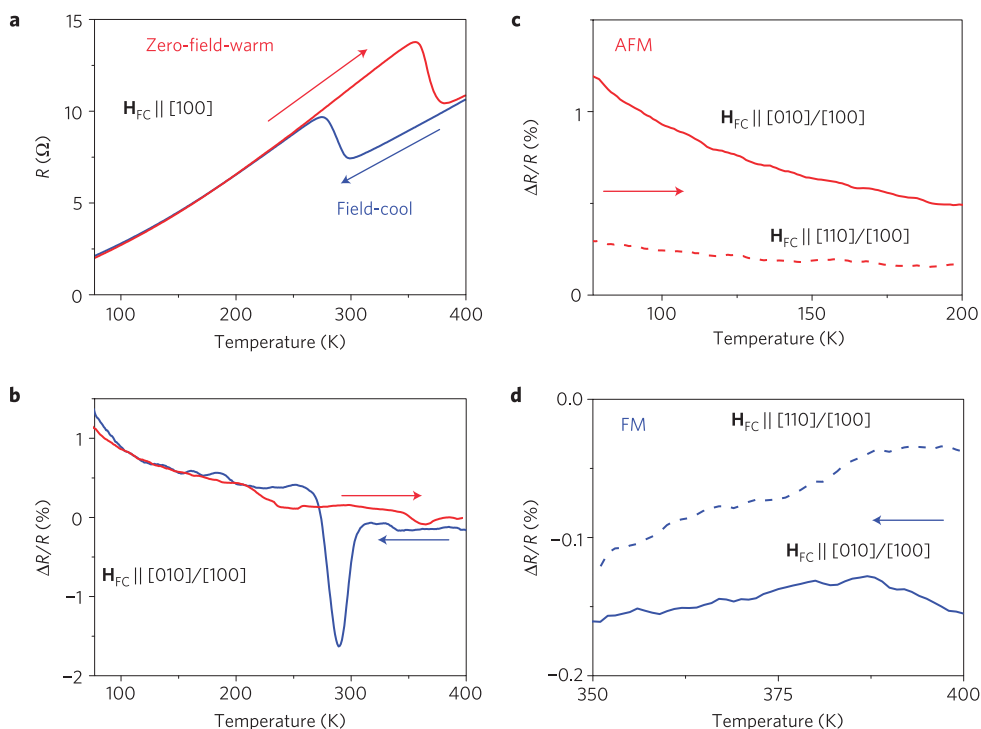 a
R (Ω)
15
10
5
0
Zero-field-warm
H_FC || [100]
Field-cool
100
200
300
400
Temperature (K)
b
ΔR/R (%)
1
0
−1
−2
H_FC || [010]/[100]
100
200
300
400
Temperature (K)
c
ΔR/R (%)
1
0
AFM
H_FC || [010]/[100]
H_FC || [110]/[100]
100
150
200
Temperature (K)
d
ΔR/R (%)
0.0
−0.1
−0.2
FM
H_FC || [110]/[100]
H_FC || [010]/[100]
350
375
400
Temperature (K)